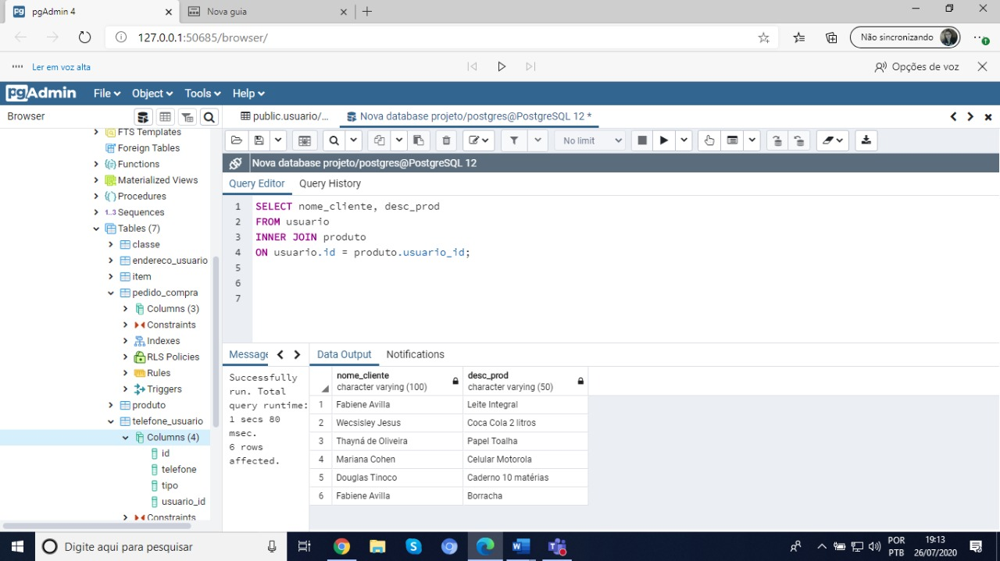 pgAdmin 4
Nova guia
127.0.0.1:50685/browser/
Não sincronizando
Ler em voz alta
Opções de voz
pgAdmin File Object Tools Help
Browser
public.usuario/...
Nova database projeto/postgres@PostgreSQL 12 *
No limit
Nova database projeto/postgres@PostgreSQL 12
Query Editor Query History
FTS Templates
Foreign Tables
Functions
Materialized Views
Procedures
1..3 Sequences
Tables (7)
classe
endereco_usuario
item
pedido_compra
Columns (3)
Constraints
Indexes
RLS Policies
Rules
Triggers
produto
telefone_usuario
Columns (4)
id
telefone
tipo
usuario_id
Constraints
1 SELECT nome_cliente, desc_prod
2 FROM usuario
3 INNER JOIN produto
4 ON usuario.id = produto.usuario_id;
5
6
7
Message
Data Output Notifications
Successfully
run. Total
query runtime:
1 secs 80
msec.
6 rows
affected.
nome_cliente desc_prod
character varying (100) character varying (50)
1 Fabiene Avilla Leite Integral
2 Wecsisley Jesus Coca Cola 2 litros
3 Thayná de Oliveira Papel Toalha
4 Mariana Cohen Celular Motorola
5 Douglas Tinoco Caderno 10 matérias
6 Fabiene Avilla Borracha
Digite aqui para pesquisar
POR
PTB
19:13
26/07/2020